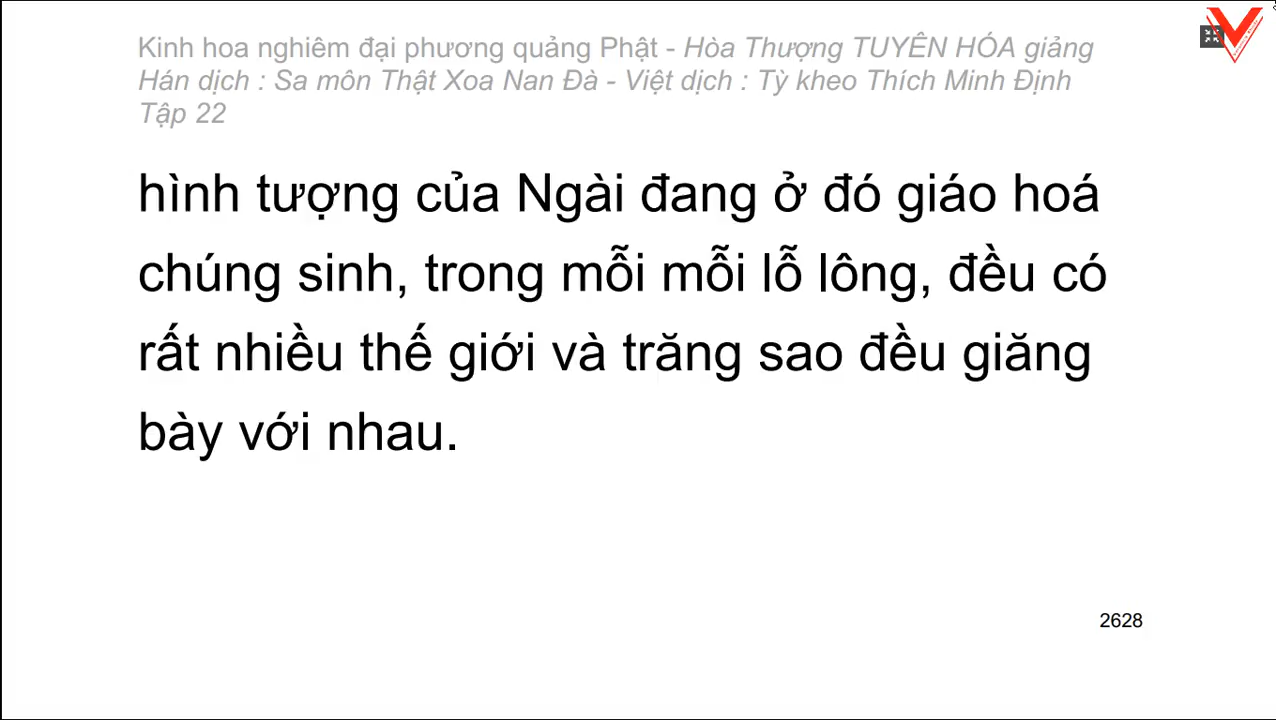 Kinh hoa nghiêm đại phương quảng Phật - Hòa Thượng TUYÊN HÓA giảng
Hán dịch : Sa môn Thật Xoa Nan Đà - Việt dịch : Tỳ kheo Thích Minh Định
Tập 22
hình tượng của Ngài đang ở đó giáo hoá
chúng sinh, trong mỗi mỗi lỗ lông, đều có
rất nhiều thế giới và trăng sao đều giăng
bày với nhau.
2628